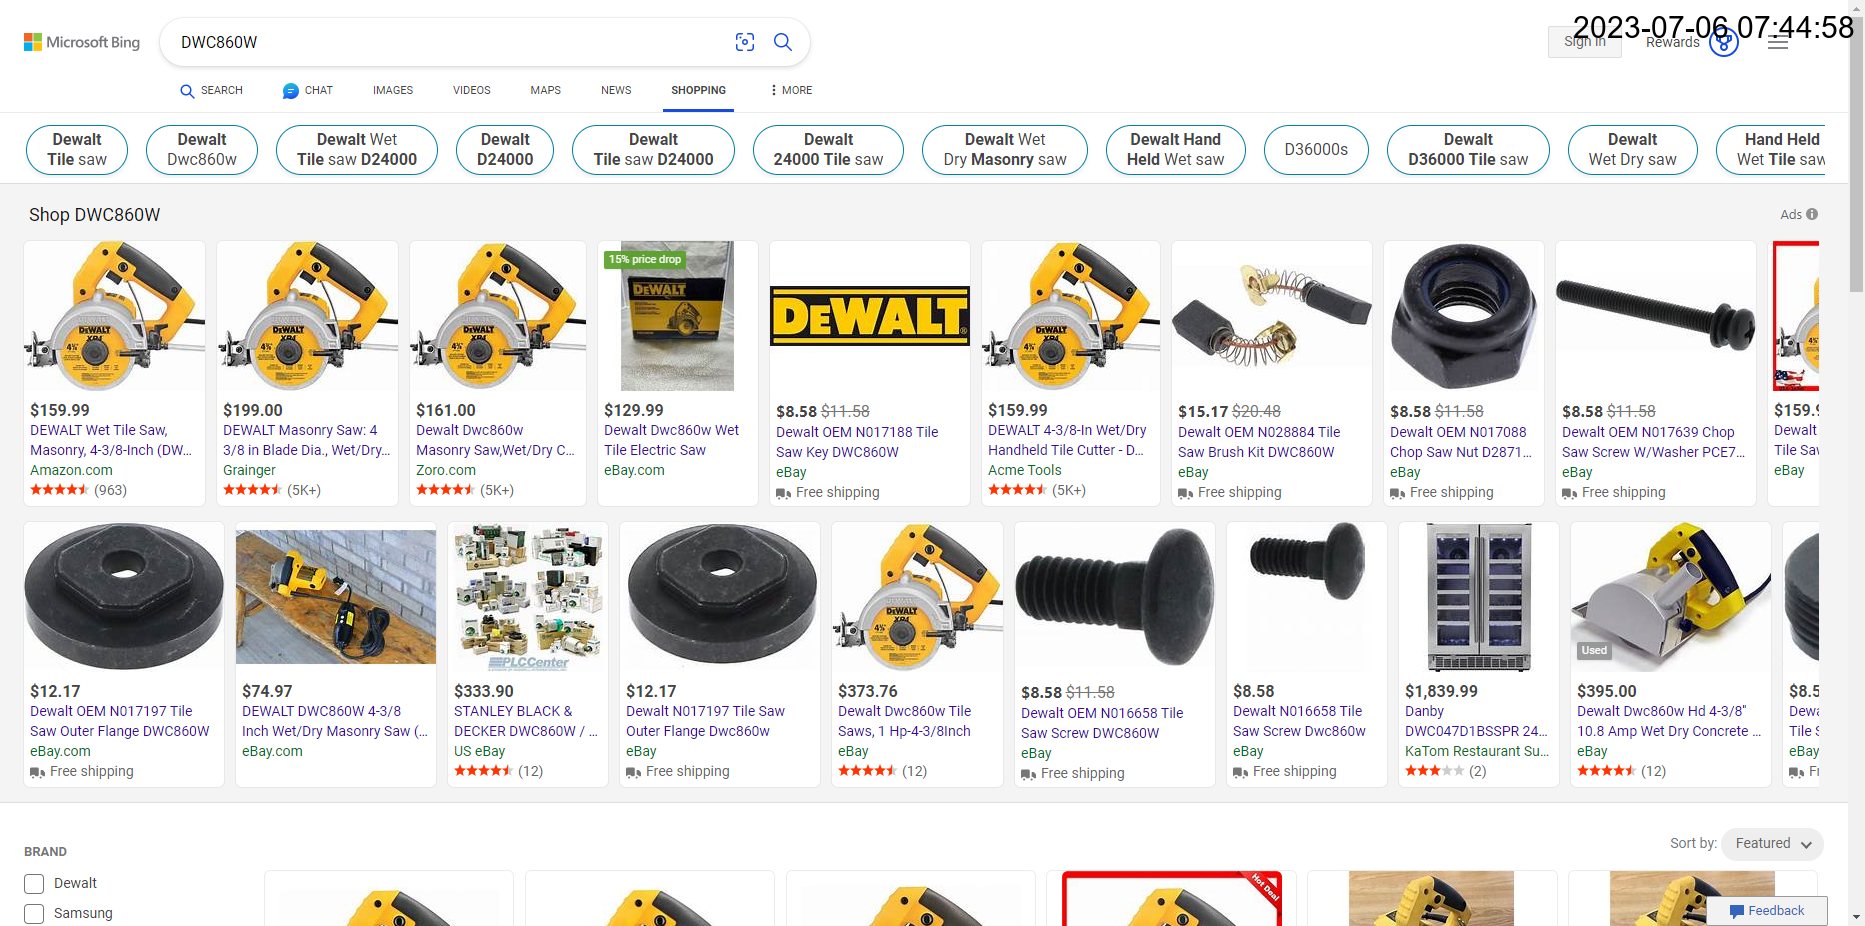 Microsoft Bing
DWC860W
2023-07-06 07:44:58
Sign in
Rewards
SEARCH
CHAT
IMAGES
VIDEOS
MAPS
NEWS
SHOPPING
MORE
Dewalt
Tile saw
Dewalt
Dwc860w
Dewalt Wet
Tile saw D24000
Dewalt
D24000
Dewalt
Tile saw D24000
Dewalt
24000 Tile saw
Dewalt Wet
Dry Masonry saw
Dewalt Hand
Held Wet saw
D36000s
Dewalt
D36000 Tile saw
Dewalt
Wet Dry saw
Hand Held
Wet Tile saw
Shop DWC860W
Ads
$159.99
DEWALT Wet Tile Saw,
Masonry, 4-3/8-Inch (DW...
Amazon.com
(963)
$199.00
DEWALT Masonry Saw: 4
3/8 in Blade Dia., Wet/Dry...
Grainger
(5K+)
$161.00
Dewalt Dwc860w
Masonry Saw,Wet/Dry C...
Zoro.com
(5K+)
15% price drop
DEWALT
$129.99
Dewalt Dwc860w Wet
Tile Electric Saw
eBay.com
DEWALT
$8.58 $11.58
Dewalt OEM N017188 Tile
Saw Key DWC860W
eBay
Free shipping
$159.99
DEWALT 4-3/8-In Wet/Dry
Handheld Tile Cutter - D...
Acme Tools
(5K+)
$15.17 $20.48
Dewalt OEM N028884 Tile
Saw Brush Kit DWC860W
eBay
Free shipping
$8.58 $11.58
Dewalt OEM N017088
Chop Saw Nut D2871...
eBay
Free shipping
$8.58 $11.58
Dewalt OEM N017639 Chop
Saw Screw W/Washer PCE7...
eBay
Free shipping
$159.9
Dewalt
Tile Sa
eBay
$12.17
Dewalt OEM N017197 Tile
Saw Outer Flange DWC860W
eBay.com
Free shipping
$74.97
DEWALT DWC860W 4-3/8
Inch Wet/Dry Masonry Saw (...
eBay.com
PLCCenter
$333.90
STANLEY BLACK &
DECKER DWC860W / ...
US eBay
(12)
$12.17
Dewalt N017197 Tile Saw
Outer Flange Dwc860w
eBay
Free shipping
$373.76
Dewalt Dwc860w Tile
Saws, 1 Hp-4-3/8Inch
eBay
(12)
$8.58 $11.58
Dewalt OEM N016658 Tile
Saw Screw DWC860W
eBay
Free shipping
$8.58
Dewalt N016658 Tile
Saw Screw Dwc860w
eBay
Free shipping
$1,839.99
Danby
DWC047D1BSSPR 24...
KaTom Restaurant Su...
(2)
Used
$395.00
Dewalt Dwc860w Hd 4-3/8"
10.8 Amp Wet Dry Concrete ...
eBay
(12)
$8.5
Dewa
Tile S
eBay
Fr
Sort by:
Featured
BRAND
Dewalt
Samsung
Hot Deal
Feedback